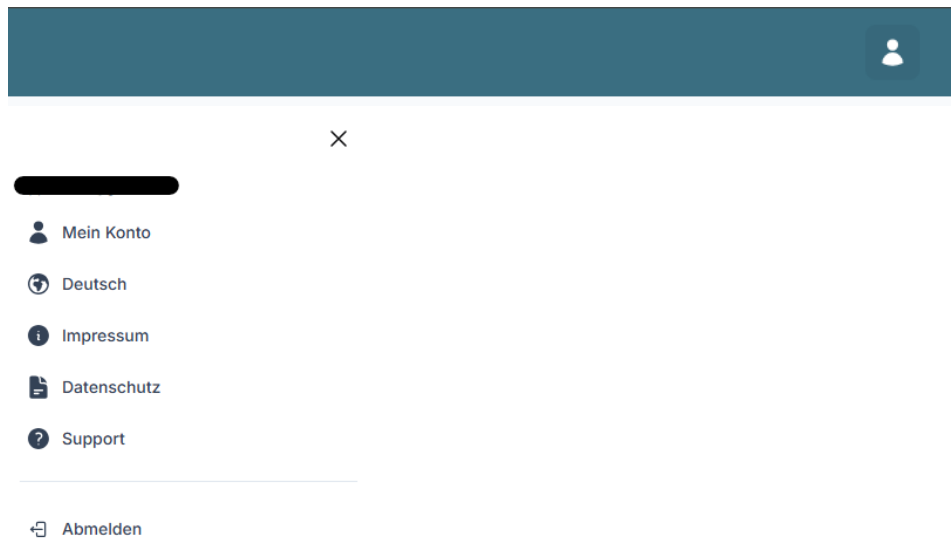 Mein Konto
Deutsch
Impressum
Datenschutz
Support
Abmelden